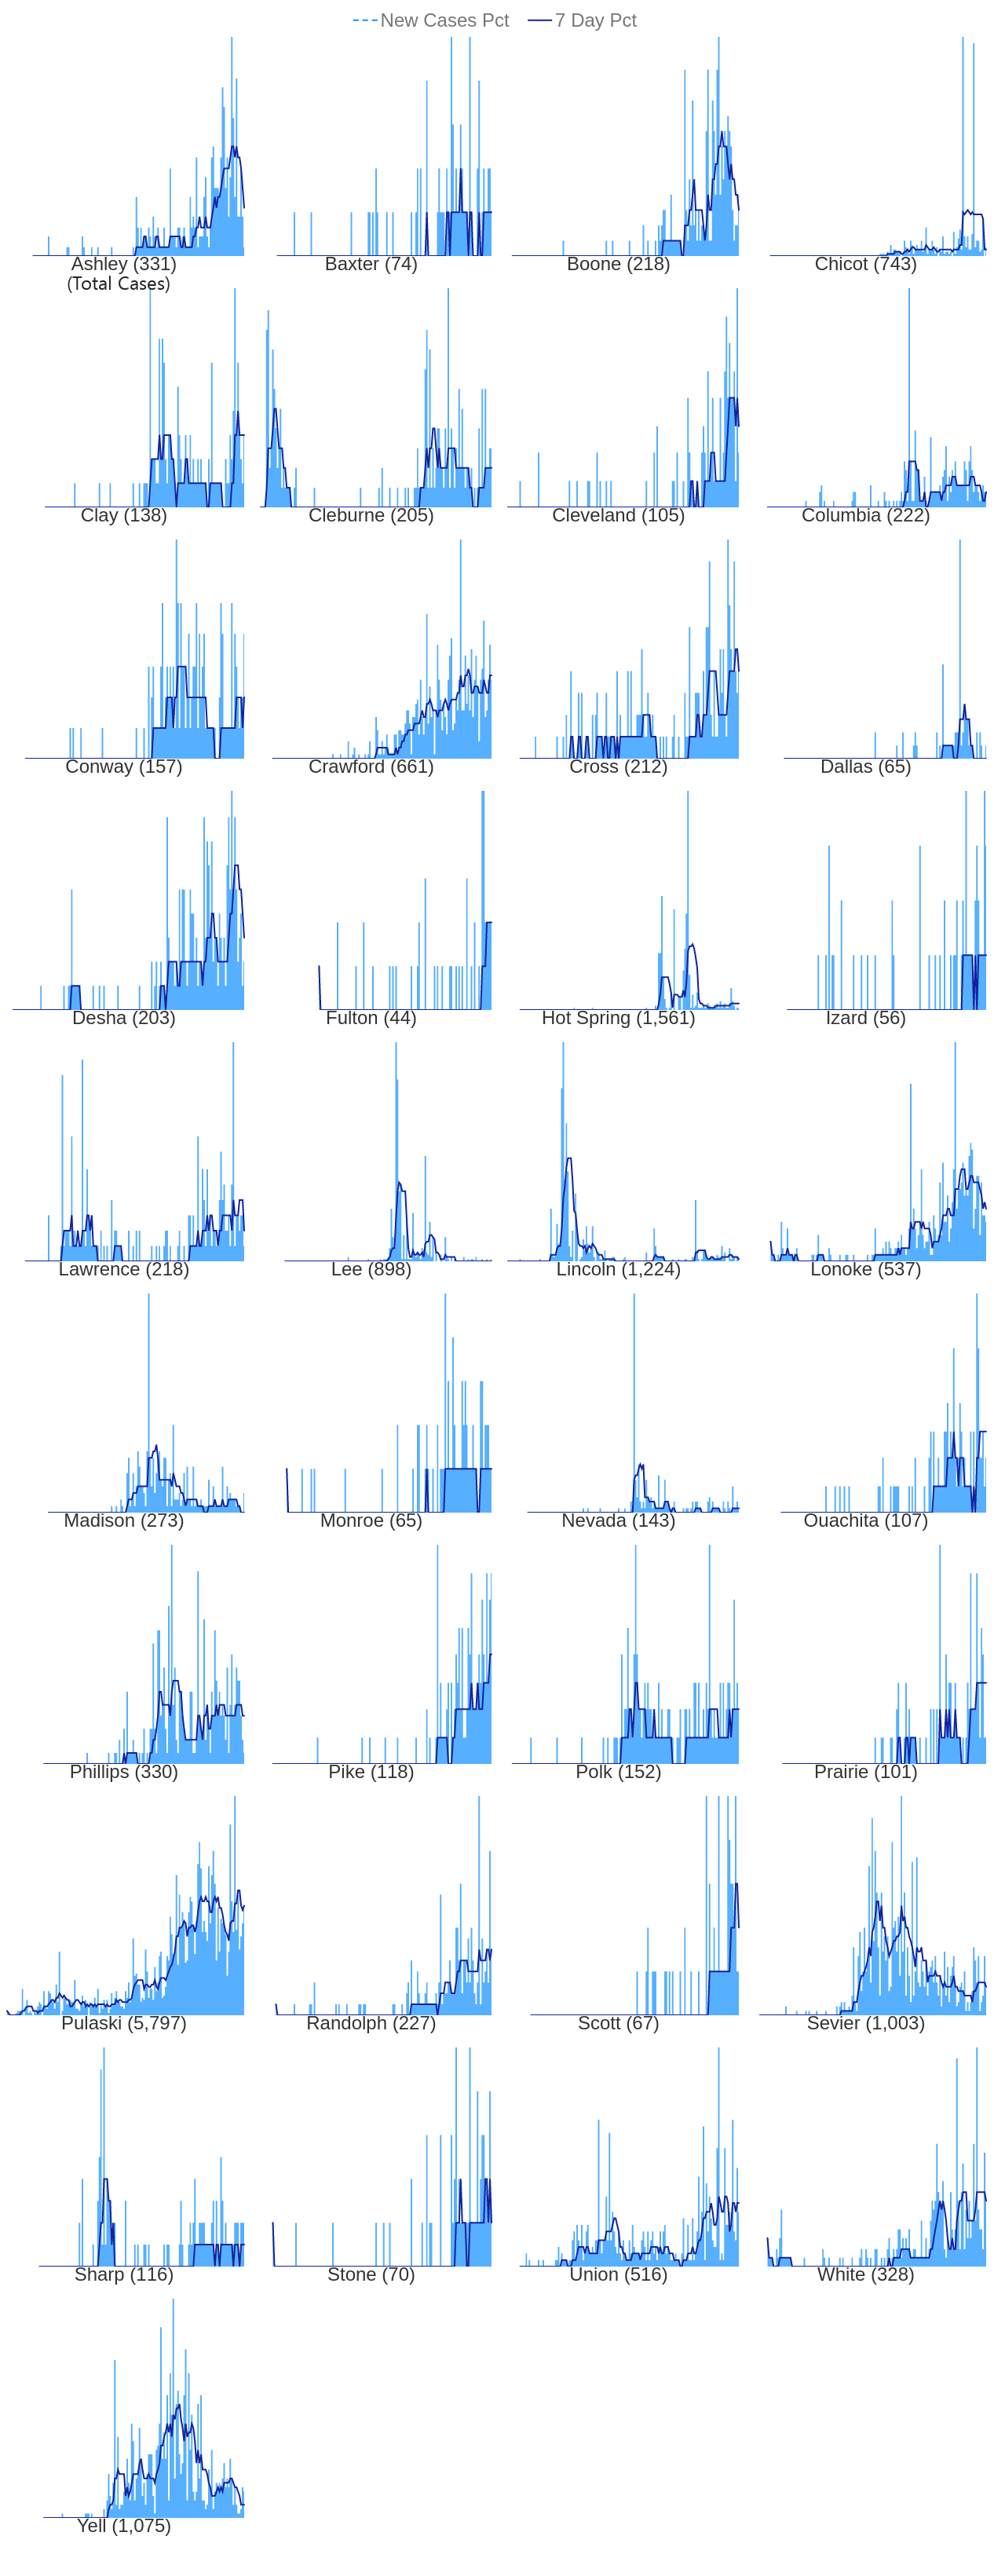 New Cases Pct 7 Day Pct
Ashley (331) Baxter (74) Boone (218) Chicot (743)
(Total Cases)
Clay (138) Cleburne (205) Cleveland (105) Columbia (222)
Conway (157) Crawford (661) Cross (212) Dallas (65)
Desha (203) Fulton (44) Hot Spring (1,561) Izard (56)
Lawrence (218) Lee (898) Lincoln (1,224) Lonoke (537)
Madison (273) Monroe (65) Nevada (143) Ouachita (107)
Phillips (330) Pike (118) Polk (152) Prairie (101)
Pulaski (5,797) Randolph (227) Scott (67) Sevier (1,003)
Sharp (116) Stone (70) Union (516) White (328)
Yell (1,075)